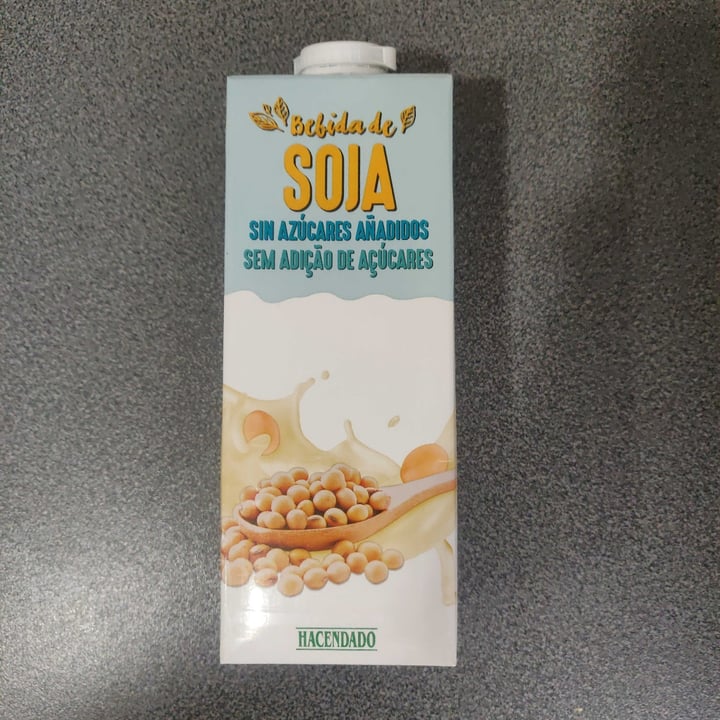 Bebida de
SOJA
SIN AZÚCARES AÑADIDOS
SEM ADIÇÃO DE AÇÚCARES
HACENDADO